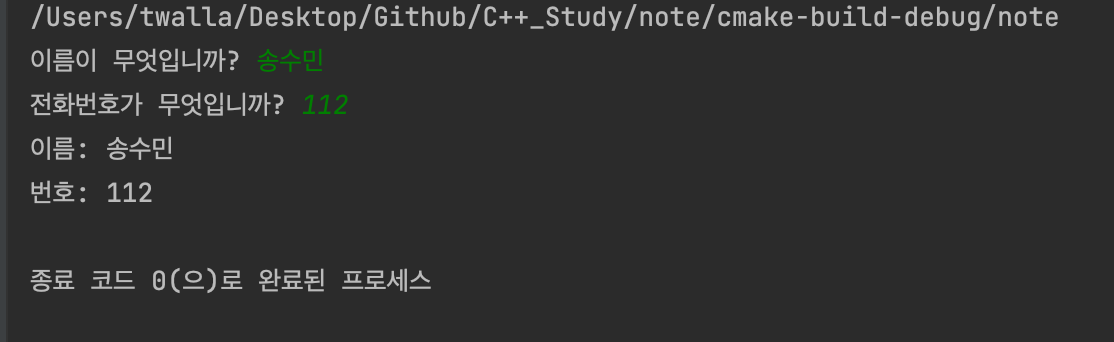 /Users/twalla/Desktop/Github/C++_Study/note/cmake-build-debug/note
이름이 무엇입니까? 송수민
전화번호가 무엇입니까? 112
이름: 송수민
번호: 112
종료 코드 0(으)로 완료된 프로세스